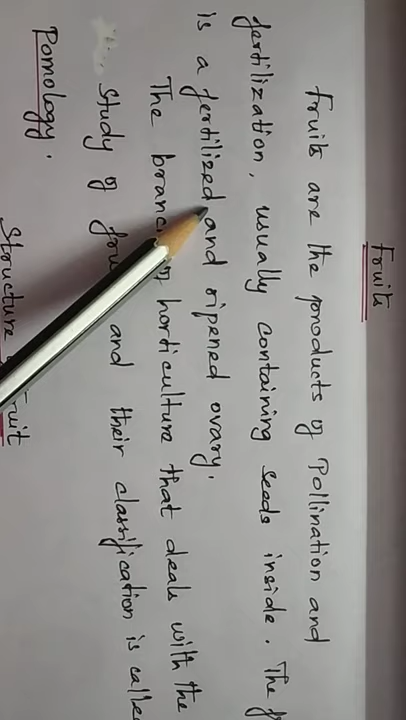 Fruits
Fruits are the products of Pollination and
fertilization, usually containing seeds inside. The
is a fertilized and ripened ovary.
The branch of horticulture that deals with the
study of and their classification is called
Pomology.
Structure